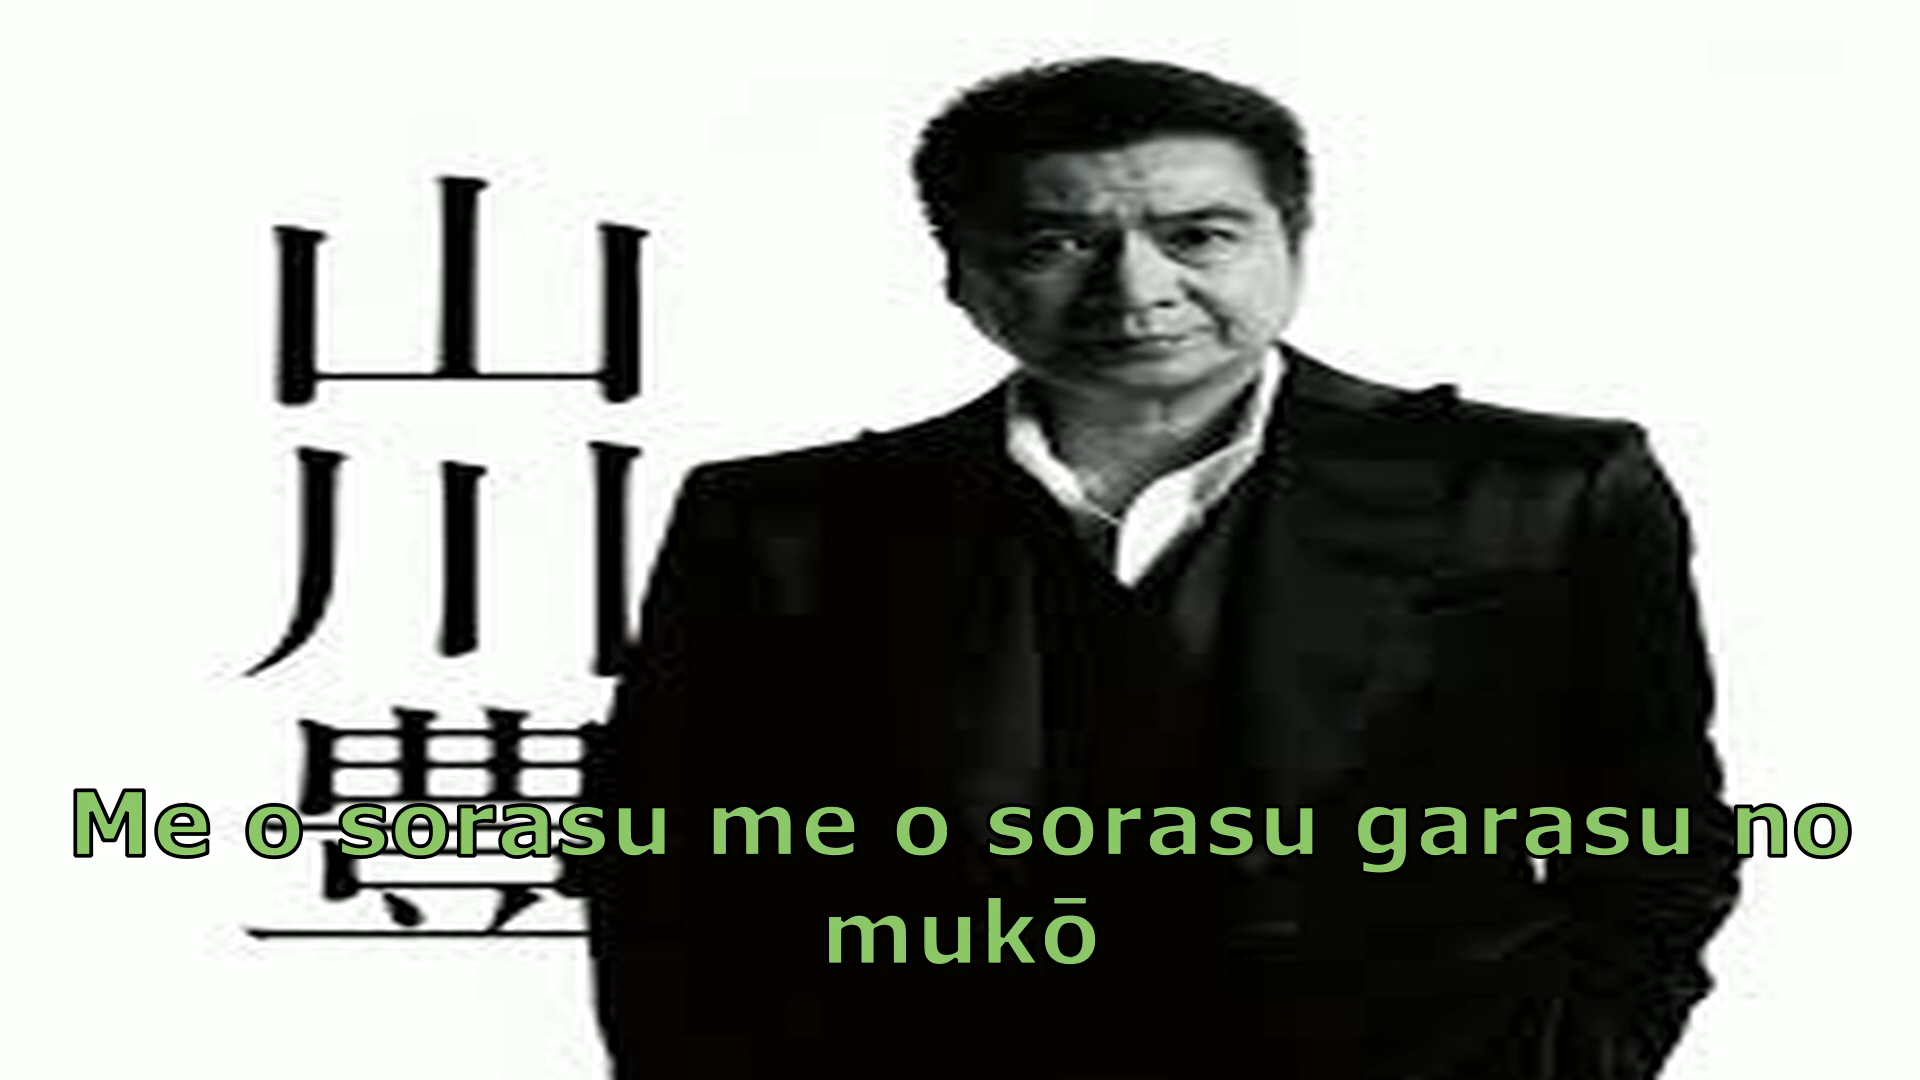 山
川
豊
Me o sorasu me o sorasu garasu no
mukō